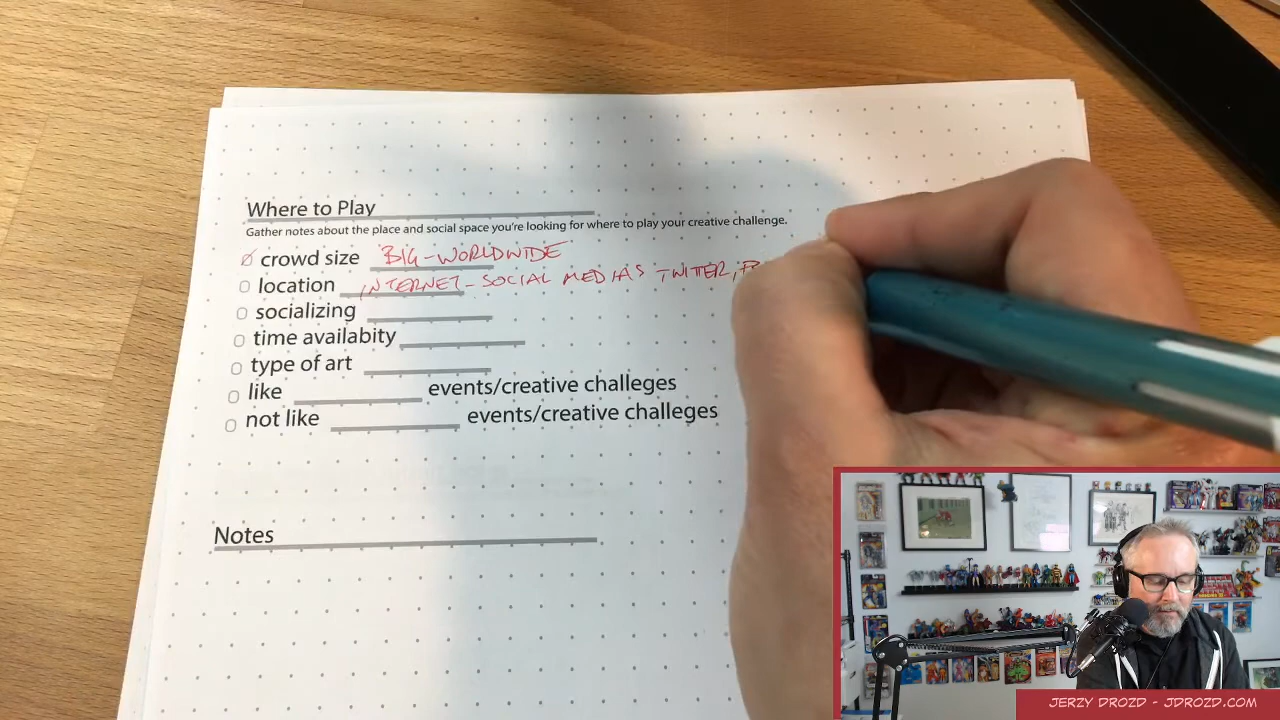 Where to Play
Gather notes about the place and social space you're looking for where to play your creative challenge.
crowd size BIG-WORLDWIDE
location INTERNET- SOCIAL MEDIAS TWITTER,
socializing
time availabity
type of art
like events/creative challeges
not like events/creative challeges
Notes
JERZY DROZD - JDROZD.COM